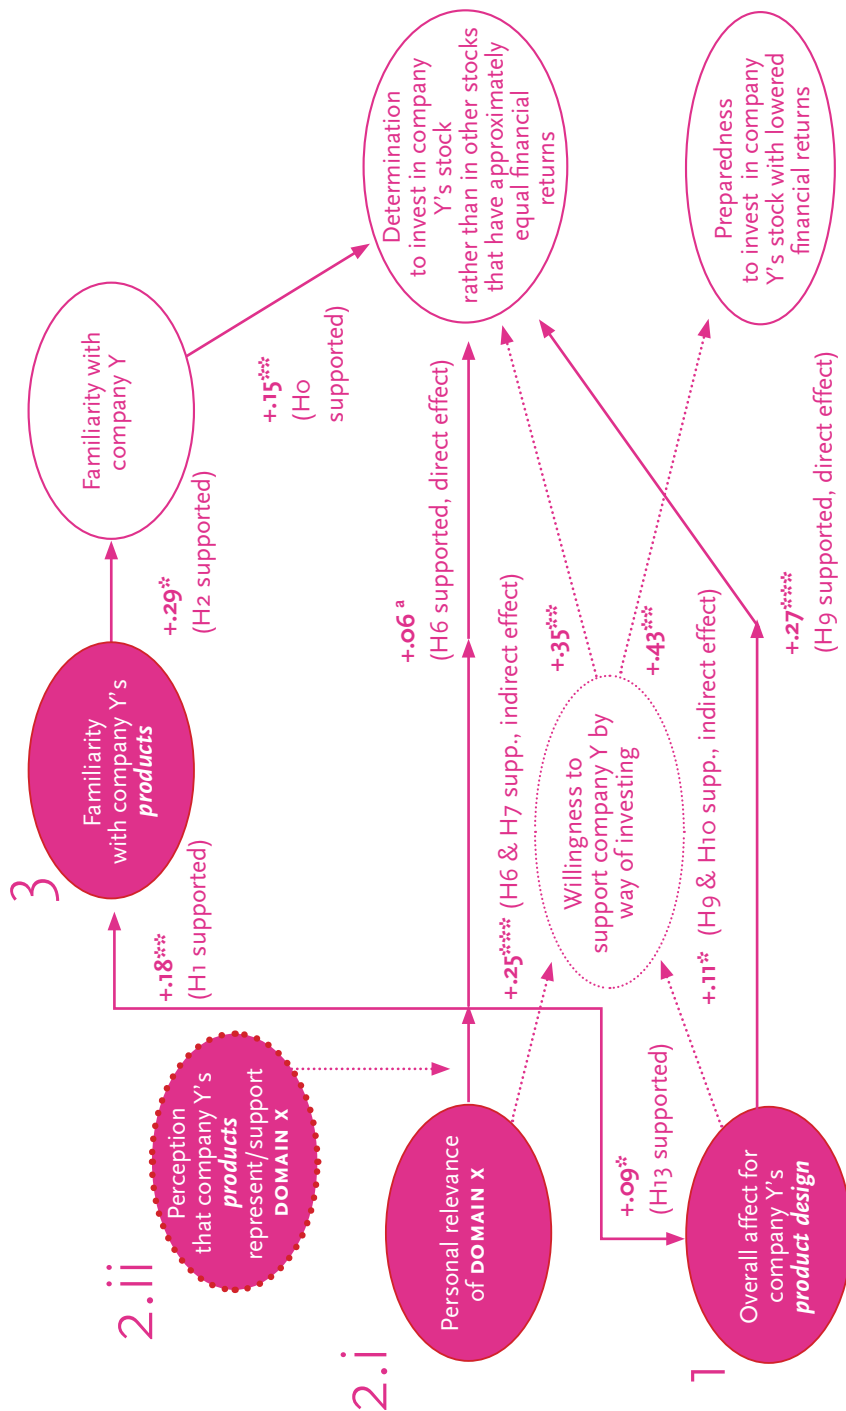 3
Familiarity
with company Y's
products
Familiarity with
company Y
+.29*
(H2 supported)
+.18**
(H1 supported)
+.15**
(H0
supported)
2.ii
Perception
that company Y's
products
represent/support
DOMAIN X
2.i
Personal relevance
of DOMAIN X
+.06 a
(H6 supported, direct effect)
Determination
to invest in company
Y's stock
rather than in other stocks
that have approximately
equal financial
returns
+.25*** (H6 & H7 supp., indirect effect)
+.35**
Willingness to
support company Y by
way of investing
+.43**
+.09*
(H13 supported)
+.11* (H9 & H10 supp., indirect effect)
1
Overall affect for
company Y's
product design
+.27***
(H9 supported, direct effect)
Preparedness
to invest in company
Y's stock with lowered
financial returns